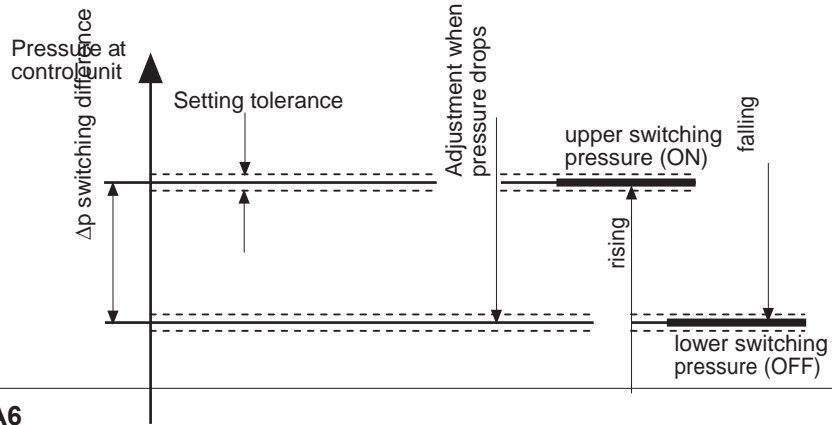 Pressure at
control unit
Δp switching difference
Setting tolerance
Adjustment when
pressure drops
upper switching
pressure (ON)
falling
rising
lower switching
pressure (OFF)
A6